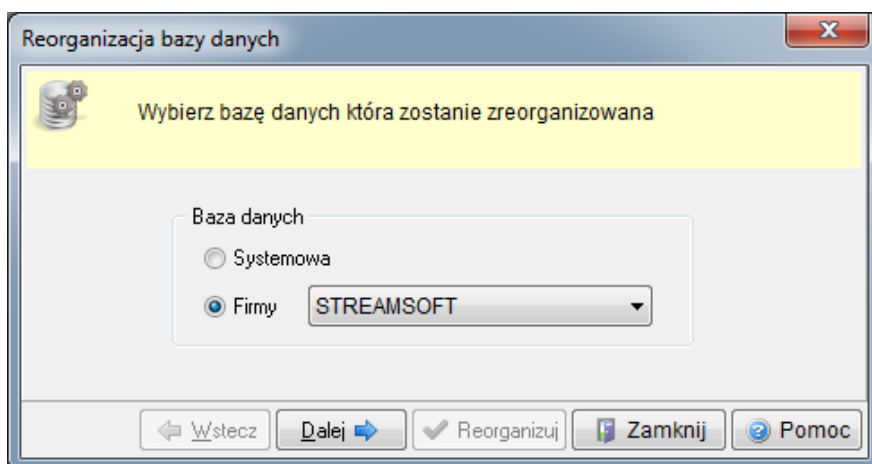 Reorganizacja bazy danych
Wybierz bazę danych która zostanie zreorganizowana
Baza danych
Systemowa
Firmy STREAMSOFT
Wstecz Dalej Reorganizuj Zamknij Pomoc